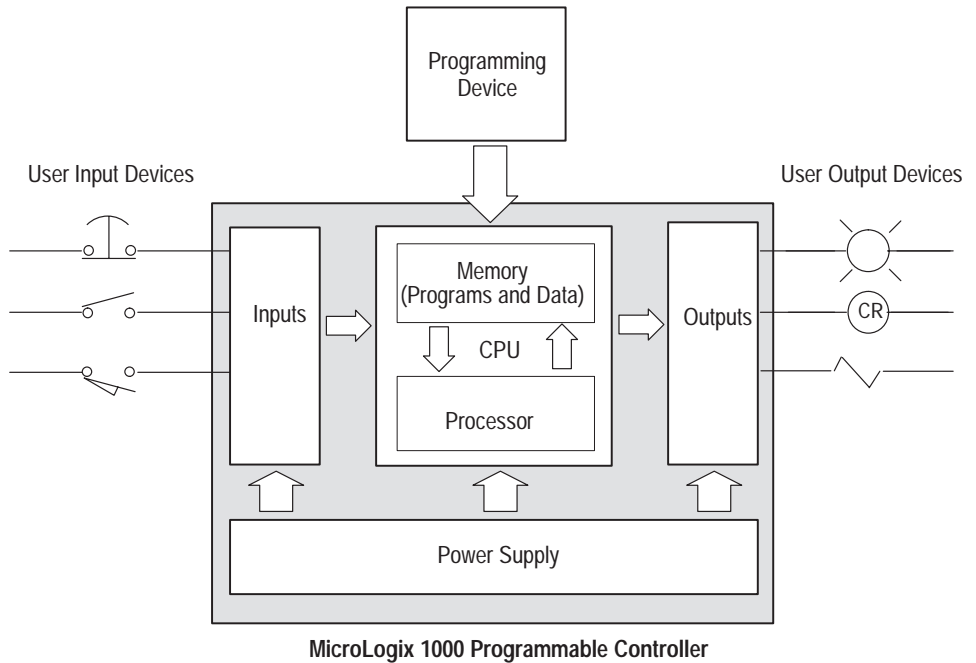 Programming
Device
User Input Devices
User Output Devices
Inputs
Memory
(Programs and Data)
CPU
Processor
Outputs
CR
Power Supply
MicroLogix 1000 Programmable Controller